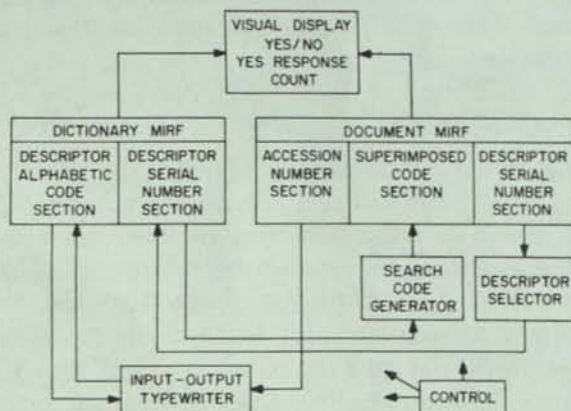 VISUAL DISPLAY
YES/NO
YES RESPONSE
COUNT
DICTIONARY MIRF
DESCRIPTOR
ALPHABETIC
CODE
SECTION
DESCRIPTOR
SERIAL
NUMBER
SECTION
DOCUMENT MIRF
ACCESSION
NUMBER
SECTION
SUPERIMPOSED
CODE
SECTION
DESCRIPTOR
SERIAL
NUMBER
SECTION
SEARCH
CODE
GENERATOR
DESCRIPTOR
SELECTOR
INPUT-OUTPUT
TYPEWRITER
CONTROL